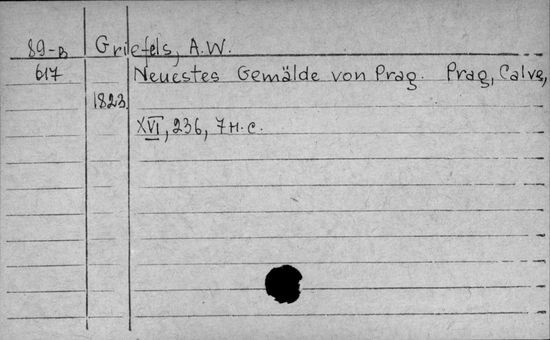 89-B Griefels, A.W.
617 Neuestes Gemälde von Prag. Prag, Calve,
1823.
XVI, 236, 7 н.с.